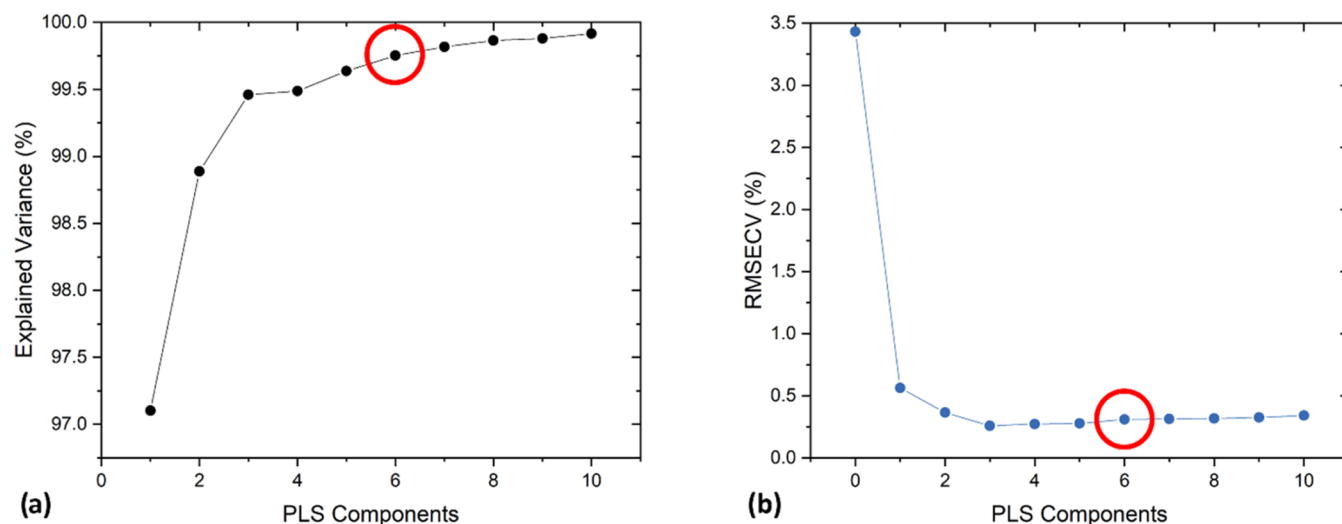 100.0
99.5
99.0
98.5
98.0
97.5
97.0
Explained Variance (%)
0 2 4 6 8 10
PLS Components
(a)
3.5
3.0
2.5
2.0
1.5
1.0
0.5
0.0
RMSECV (%)
0 2 4 6 8 10
PLS Components
(b)